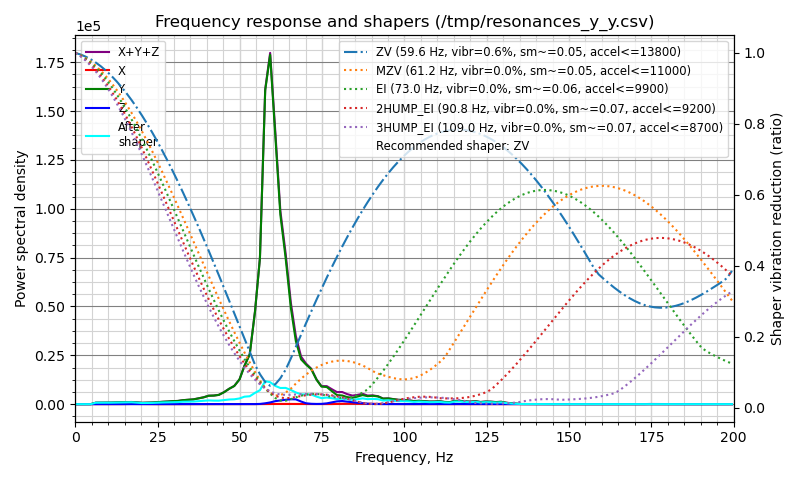 Frequency response and shapers (/tmp/resonances_y_y.csv)
1e5
X+Y+Z
X
Y
Z
After
shaper
ZV (59.6 Hz, vibr=0.6%, sm~=0.05, accel<=13800)
MZV (61.2 Hz, vibr=0.0%, sm~=0.05, accel<=11000)
EI (73.0 Hz, vibr=0.0%, sm~=0.06, accel<=9900)
2HUMP_EI (90.8 Hz, vibr=0.0%, sm~=0.07, accel<=9200)
3HUMP_EI (109.0 Hz, vibr=0.0%, sm~=0.07, accel<=8700)
Recommended shaper: ZV
Power spectral density
1.75
1.50
1.25
1.00
0.75
0.50
0.25
0.00
Shaper vibration reduction (ratio)
1.0
0.8
0.6
0.4
0.2
0.0
0 25 50 75 100 125 150 175 200
Frequency, Hz